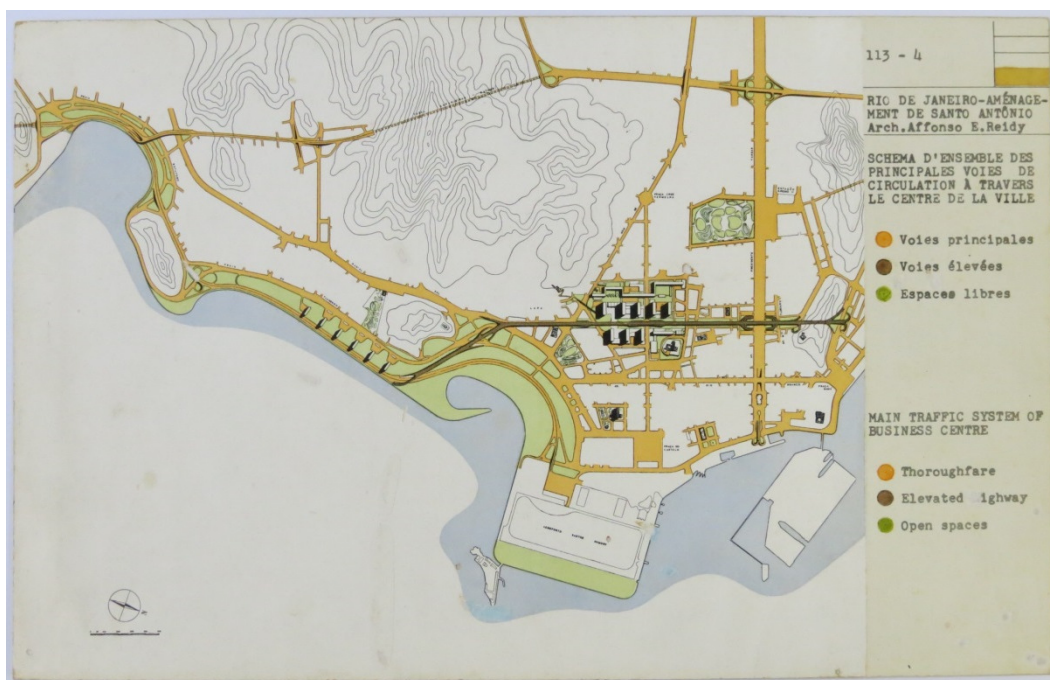 113 - 4
RIO DE JANEIRO-AMÉNAGE-
MENT DE SANTO ANTÔNIO
Arch.Affonso E.Reidy
SCHEMA D'ENSEMBLE DES
PRINCIPALES VOIES DE
CIRCULATION À TRAVERS
LE CENTRE DE LA VILLE
Voies principales
Voies élevées
Espaces libres
MAIN TRAFFIC SYSTEM OF
BUSINESS CENTRE
Thoroughfare
Elevated ighway
Open spaces